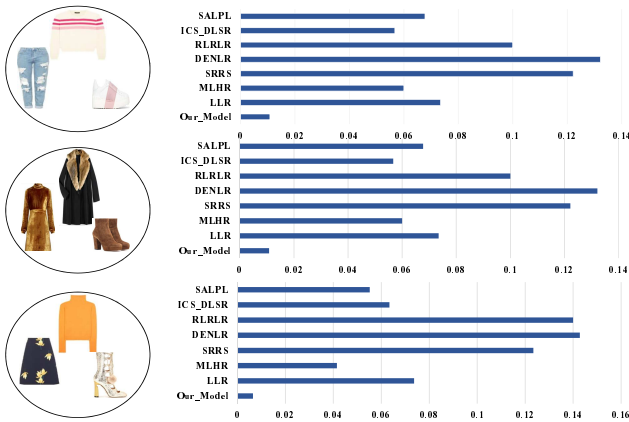 SALPL
ICS_DLSR
RLRLR
DENLR
SRRS
MLHR
LLR
Our_Model
0 0.02 0.04 0.06 0.08 0.1 0.12 0.14
SALPL
ICS_DLSR
RLRLR
DENLR
SRRS
MLHR
LLR
Our_Model
0 0.02 0.04 0.06 0.08 0.1 0.12 0.14
SALPL
ICS_DLSR
RLRLR
DENLR
SRRS
MLHR
LLR
Our_Model
0 0.02 0.04 0.06 0.08 0.1 0.12 0.14 0.16